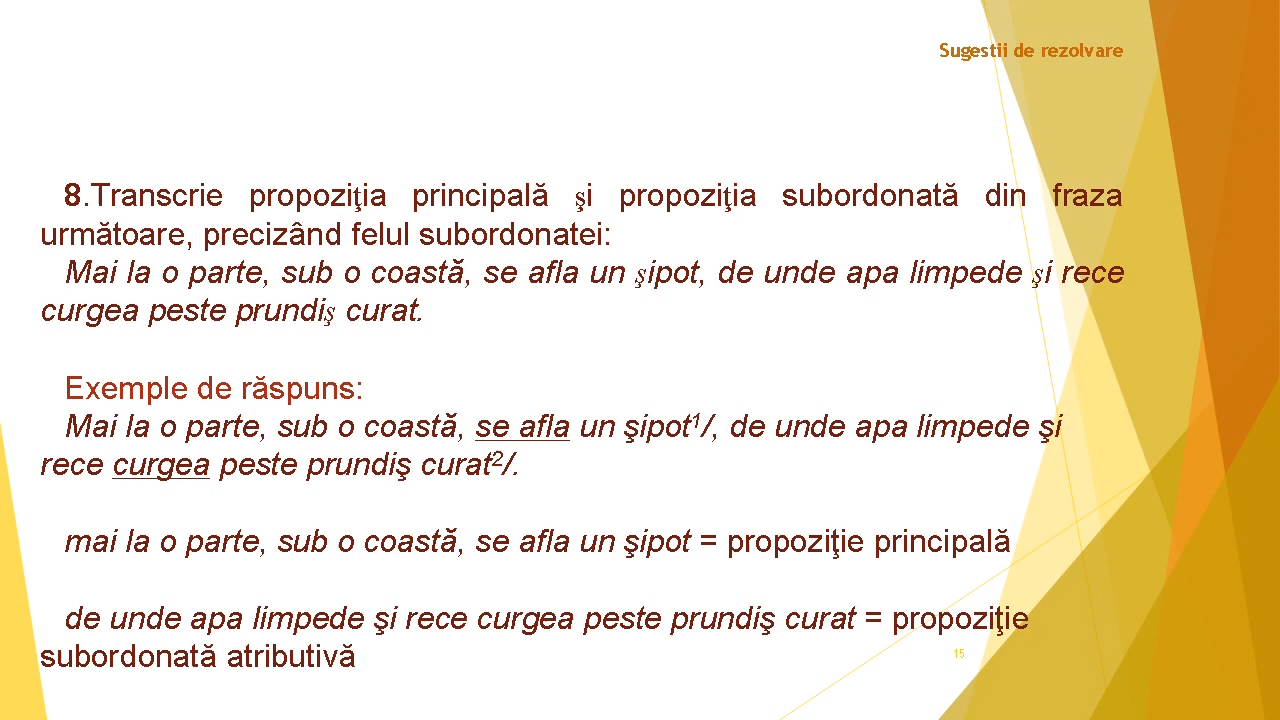 Sugestii de rezolvare
8.Transcrie propoziţia principală şi propoziţia subordonată din fraza
următoare, precizând felul subordonatei:
Mai la o parte, sub o coastă, se afla un şipot, de unde apa limpede şi rece
curgea peste prundiş curat.
Exemple de răspuns:
Mai la o parte, sub o coastă, se afla un şipot¹/, de unde apa limpede şi
rece curgea peste prundiş curat²/.
mai la o parte, sub o coastă, se afla un şipot = propoziţie principală
de unde apa limpede şi rece curgea peste prundiş curat = propoziţie
subordonată atributivă
15